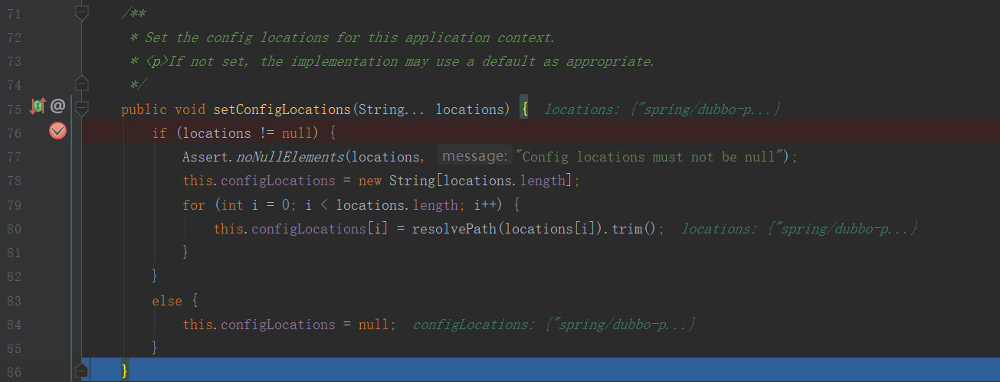 71 /**
72 * Set the config locations for this application context.
73 * <p>If not set, the implementation may use a default as appropriate.
74 */
75 @ public void setConfigLocations(String... locations) { locations: {"spring/dubbo-p...}
76 if (locations != null) {
77 Assert.noNullElements(locations, message: "Config locations must not be null");
78 this.configLocations = new String[locations.length];
79 for (int i = 0; i < locations.length; i++) {
80 this.configLocations[i] = resolvePath(locations[i]).trim(); locations: {"spring/dubbo-p...}
81 }
82 }
83 else {
84 this.configLocations = null; configLocations: {"spring/dubbo-p...}
85 }
86 }